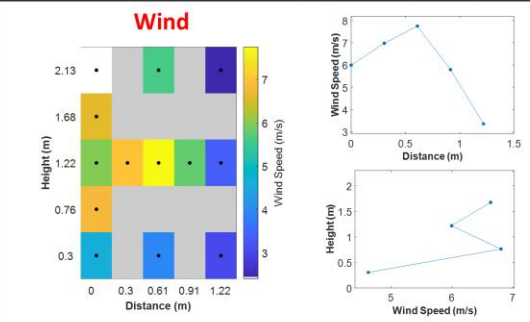 Wind
2.13
1.68
1.22
0.76
0.3
Height (m)
0 0.3 0.61 0.91 1.22
Distance (m)
7
6
5
4
3
Wind Speed (m/s)
8
7
6
5
4
3
Wind Speed (m/s)
0 0.5 1 1.5
Distance (m)
2
1.5
1
0.5
0
Height (m)
5 6 7
Wind Speed (m/s)